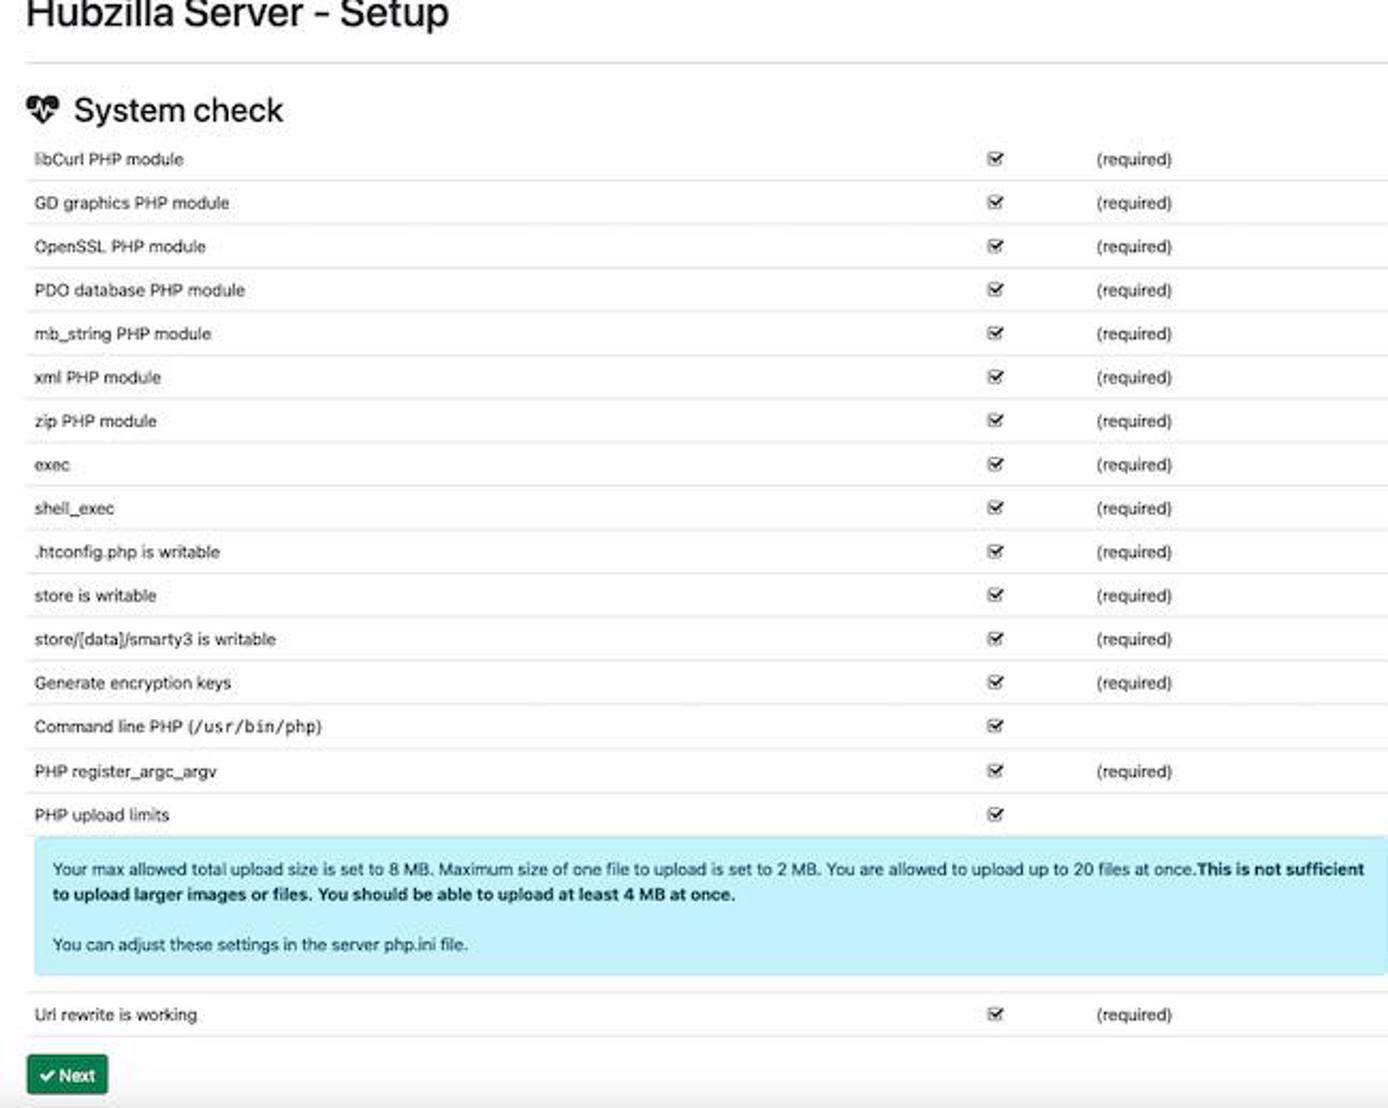 Hubzilla Server - Setup
System check
libCurl PHP module (required)
GD graphics PHP module (required)
OpenSSL PHP module (required)
PDO database PHP module (required)
mb_string PHP module (required)
xml PHP module (required)
zip PHP module (required)
exec (required)
shell_exec (required)
.htconfig.php is writable (required)
store is writable (required)
store/[data]/smarty3 is writable (required)
Generate encryption keys (required)
Command line PHP (/usr/bin/php)
PHP register_argc_argv (required)
PHP upload limits
Your max allowed total upload size is set to 8 MB. Maximum size of one file to upload is set to 2 MB. You are allowed to upload up to 20 files at once.This is not sufficient
to upload larger images or files. You should be able to upload at least 4 MB at once.
You can adjust these settings in the server php.ini file.
Url rewrite is working (required)
Next